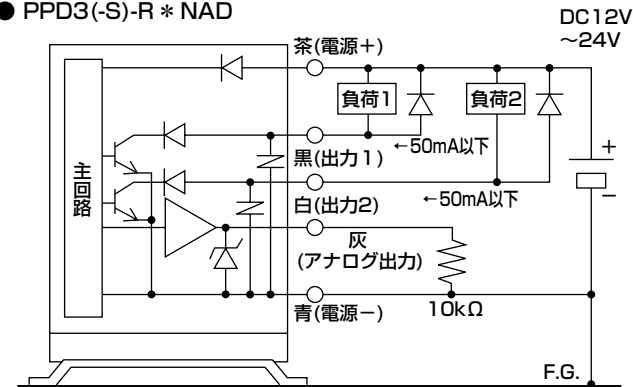 ● PPD3(-S)-R＊NAD
DC12V
～24V
茶(電源+)
負荷1
負荷2
←50mA以下
黒(出力1)
主回路
←50mA以下
白(出力2)
灰
(アナログ出力)
+
−
青(電源−)
10kΩ
F.G.